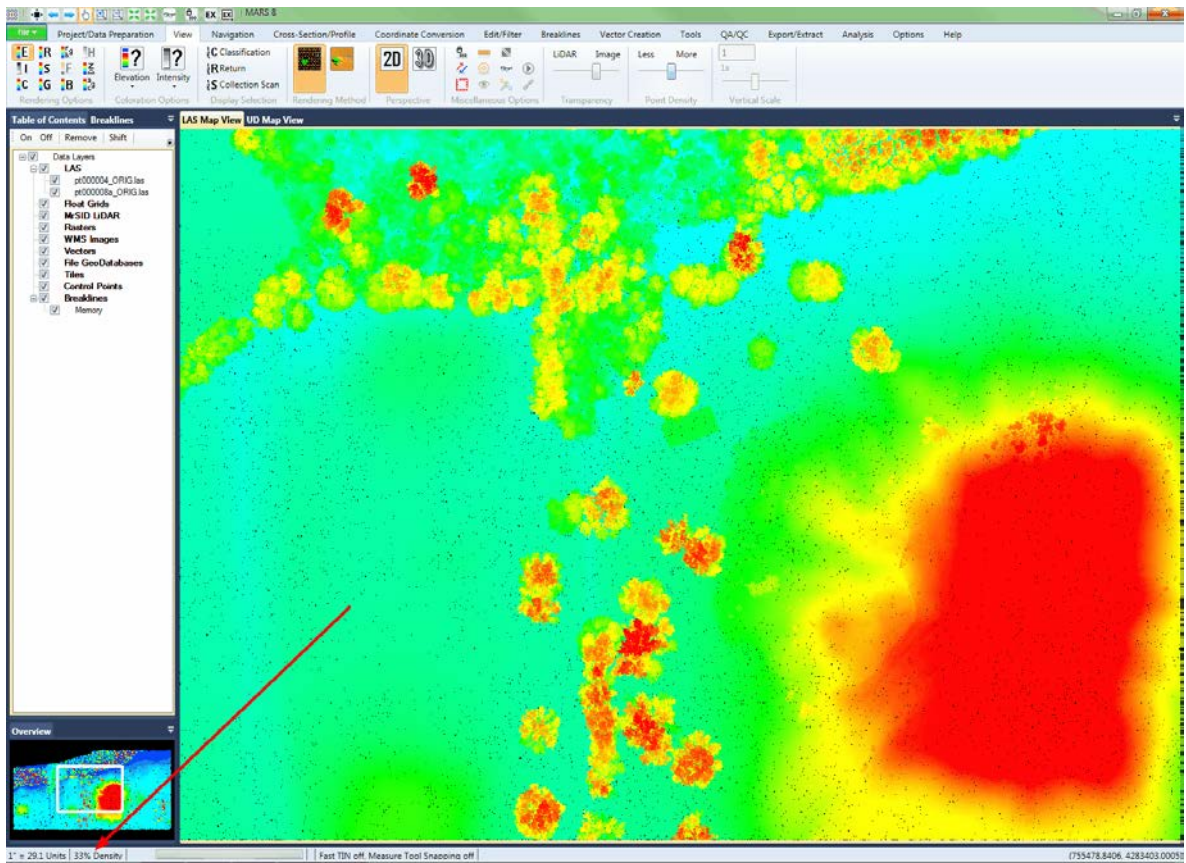 EX EX MARS 8
File Project/Data Preparation View Navigation Cross-Section/Profile Coordinate Conversion Edit/Filter Breaklines Vector Creation Tools QA/QC Export/Extract Analysis Options Help
E R H C Classification LiDAR Image Less More 1
I S F Z Elevation Intensity R Return 2D 3D 1x
C G B S Collection Scan
Rendering Options Coloration Options Display Selection Rendering Method Perspective Miscellaneous Options Transparency Point Density Vertical Scale
Table of Contents Breaklines LAS Map View UD Map View
On Off Remove Shift
Data Layers
LAS
pt000004_ORIG.las
pt000008a_ORIG.las
Float Grids
MrSID LiDAR
Rasters
WMS Images
Vectors
File GeoDatabases
Tiles
Control Points
Breaklines
Memory
Overview
1" = 29.1 Units 33% Density Fast TIN off, Measure Tool Snapping off (755478.8406, 4283403.0005)